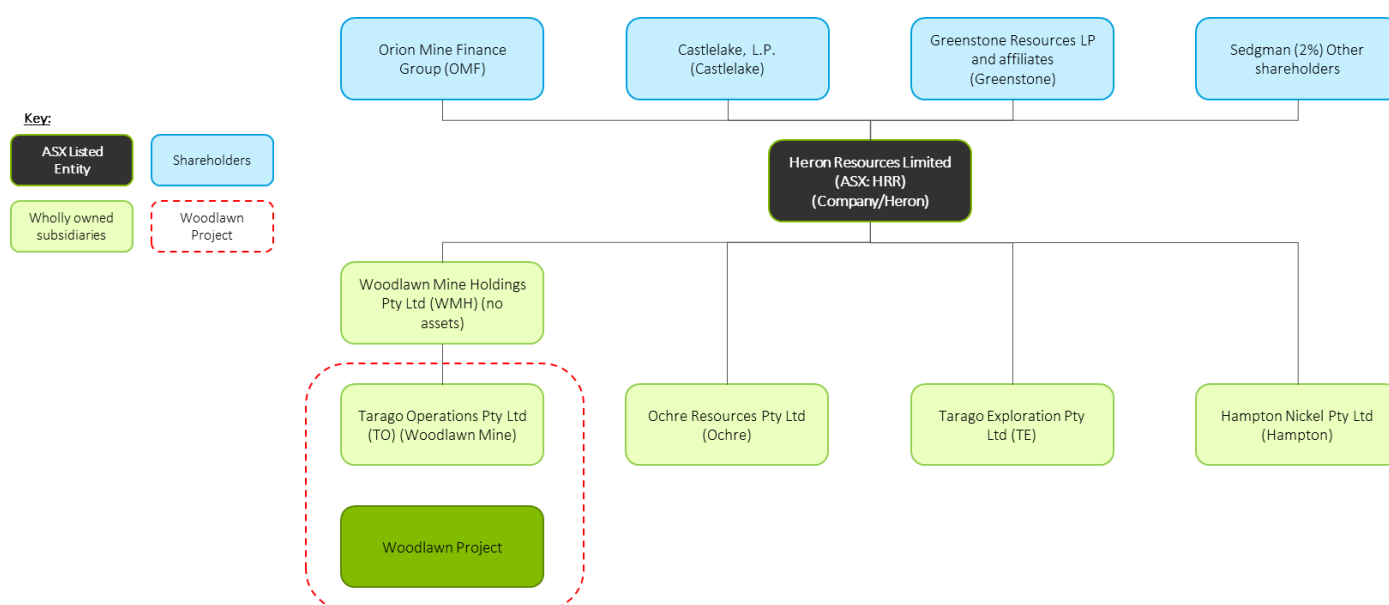 Orion Mine Finance
Group (OMF)
Castlelake, L.P.
(Castlelake)
Greenstone Resources LP
and affiliates
(Greenstone)
Sedgman (2%) Other
shareholders
Key:
ASX Listed
Entity
Shareholders
Wholly owned
subsidiaries
Woodlawn
Project
Heron Resources Limited
(ASX: HRR)
(Company/Heron)
Woodlawn Mine Holdings
Pty Ltd (WMH) (no
assets)
Tarago Operations Pty Ltd
(TO) (Woodlawn Mine)
Ochre Resources Pty Ltd
(Ochre)
Tarago Exploration Pty
Ltd (TE)
Hampton Nickel Pty Ltd
(Hampton)
Woodlawn Project